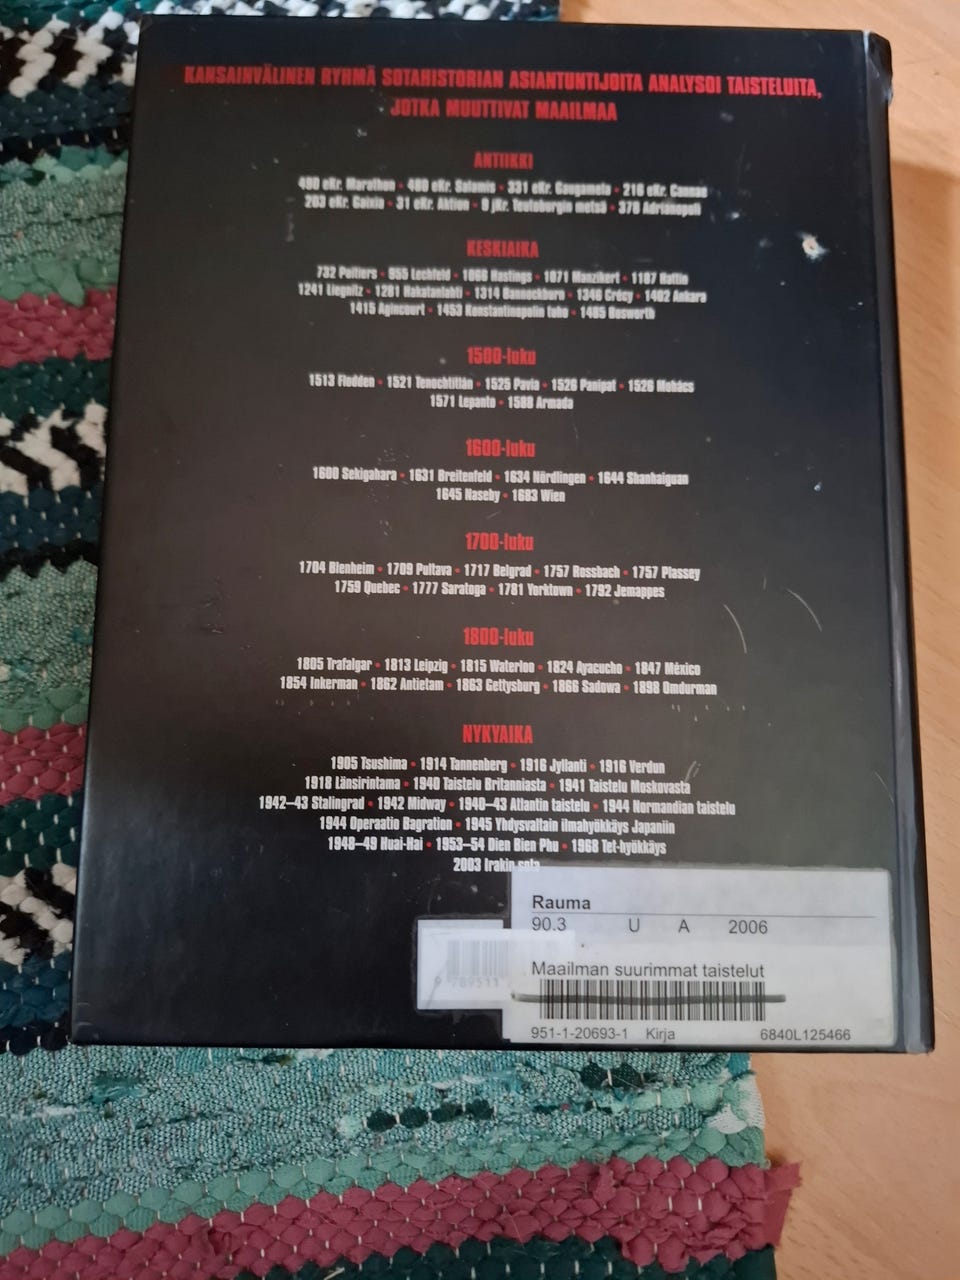 KANSAINVÄLINEN RYHMÄ SOTAHISTORIAN ASIANTUNTIJOITA ANALYSOI TAISTELUITA,
JOTKA MUUTTIVAT MAAILMAA
ANTIIKKI
490 eKr. Marathon • 480 eKr. Salamis • 331 eKr. Gaugamela • 216 eKr. Cannae
202 eKr. Gaixia • 31 eKr. Aktion • 9 jKr. Teutoburgin metsä • 378 Adrianopoli
KESKIAIKA
732 Poitiers • 955 Lechfeld • 1066 Hastings • 1071 Manzikert • 1187 Hattin
1241 Liegnitz • 1281 Hakatanlahti • 1314 Bannockburn • 1346 Crécy • 1402 Ankara
1415 Agincourt • 1453 Konstantinopolin tuho • 1485 Bosworth
1500-luku
1513 Flodden • 1521 Tenochtitlán • 1525 Pavia • 1526 Panipat • 1526 Mohács
1571 Lepanto • 1588 Armada
1600-luku
1600 Sekigahara • 1631 Breitenfeld • 1634 Nördlingen • 1644 Shanhaiguan
1645 Naseby • 1683 Wien
1700-luku
1704 Blenheim • 1709 Pultava • 1717 Belgrad • 1757 Rossbach • 1757 Plassey
1759 Quebec • 1777 Saratoga • 1781 Yorktown • 1792 Jemappes
1800-luku
1805 Trafalgar • 1813 Leipzig • 1815 Waterloo • 1824 Ayacucho • 1847 México
1854 Inkerman • 1862 Antietam • 1863 Gettysburg • 1866 Sadowa • 1898 Omdurman
NYKYAIKA
1905 Tsushima • 1914 Tannenberg • 1916 Jyllanti • 1916 Verdun
1918 Länsirintama • 1940 Taistelu Britanniasta • 1941 Taistelu Moskovasta
1942–43 Stalingrad • 1942 Midway • 1940–43 Atlantin taistelu • 1944 Normandian taistelu
1944 Operaatio Bagration • 1945 Yhdysvaltain ilmahyökkäys Japaniin
1948–49 Huai-Hai • 1953–54 Dien Bien Phu • 1968 Tet-hyökkäys
2003 Irakin sota
Rauma
90.3 U A 2006
Maailman suurimmat taistelut
9 789511
951-1-20693-1 Kirja 6840L125466